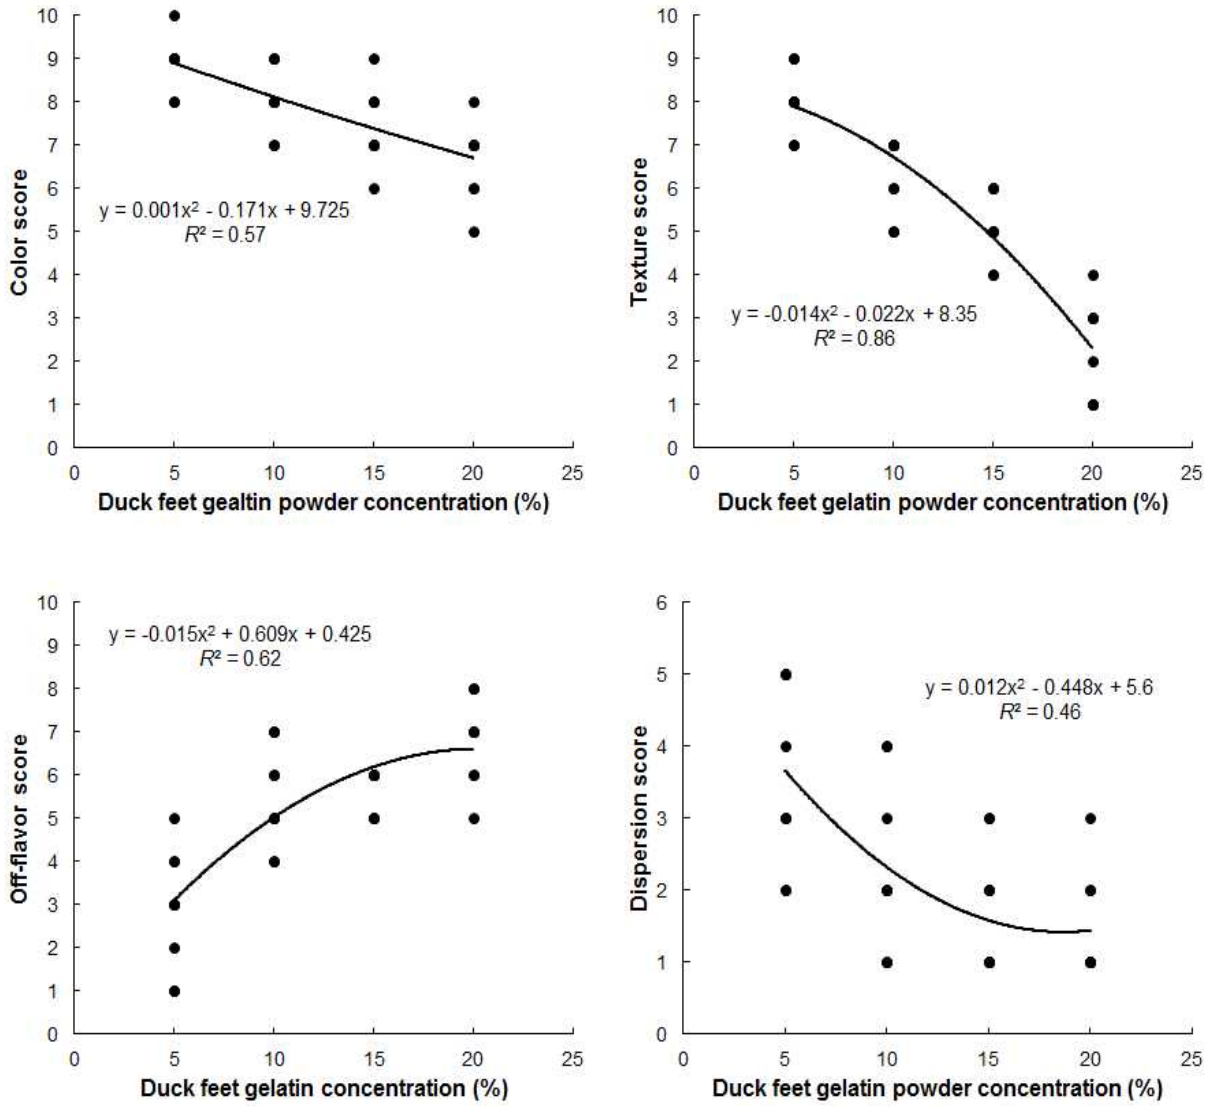 10
9
8
7
6
5
4
3
2
1
0
Color score
y = 0.001x² - 0.171x + 9.725
R² = 0.57
0 5 10 15 20 25
Duck feet gealtin powder concentration (%)
10
9
8
7
6
5
4
3
2
1
0
Texture score
y = -0.014x² - 0.022x + 8.35
R² = 0.86
0 5 10 15 20 25
Duck feet gelatin powder concentration (%)
10
9
8
7
6
5
4
3
2
1
0
Off-flavor score
y = -0.015x² + 0.609x + 0.425
R² = 0.62
0 5 10 15 20 25
Duck feet gelatin concentration (%)
6
5
4
3
2
1
0
Dispersion score
y = 0.012x² - 0.448x + 5.6
R² = 0.46
0 5 10 15 20 25
Duck feet gelatin powder concentration (%)